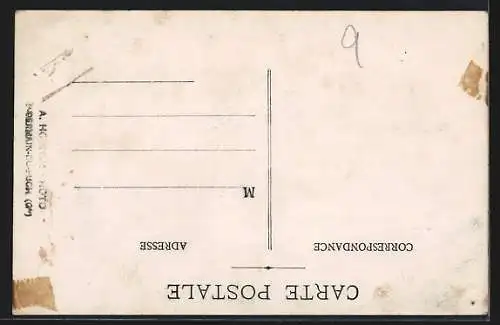 CARTE POSTALE
CORRESPONDANCE
ADRESSE
M
9
A.